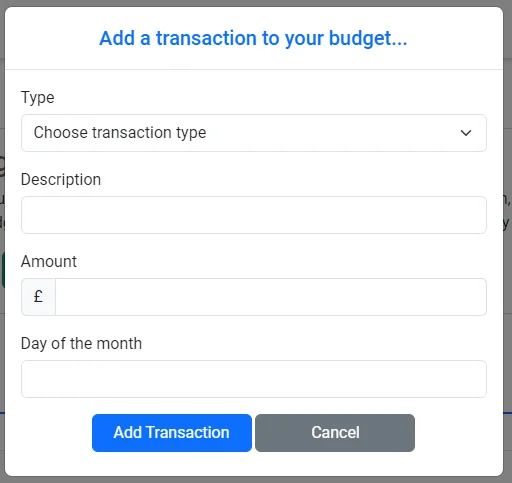 Add a transaction to your budget...
Type
Choose transaction type
Description
Amount
£
Day of the month
Add Transaction
Cancel